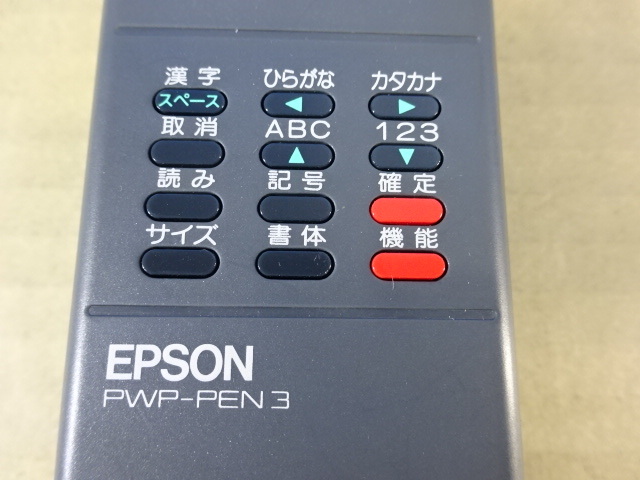 漢字 ひらがな カタカナ
スペース ◀ ▶
取消 ABC 123
▲ ▼
読み 記号 確定
サイズ 書体 機能
EPSON
PWP-PEN 3